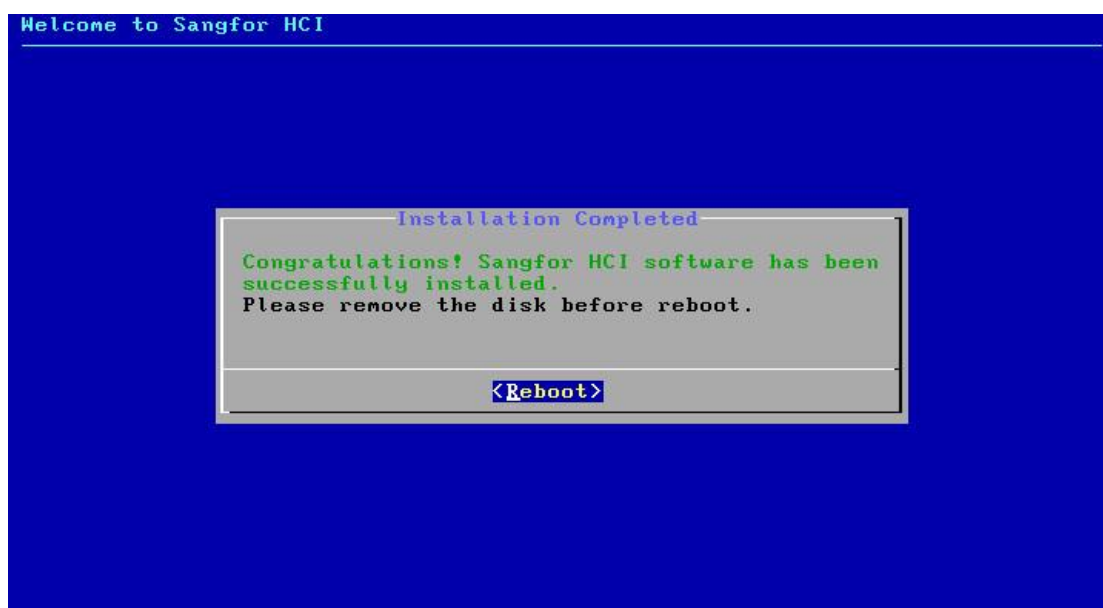 Welcome to Sangfor HCI
Installation Completed
Congratulations! Sangfor HCI software has been
successfully installed.
Please remove the disk before reboot.
<Reboot>